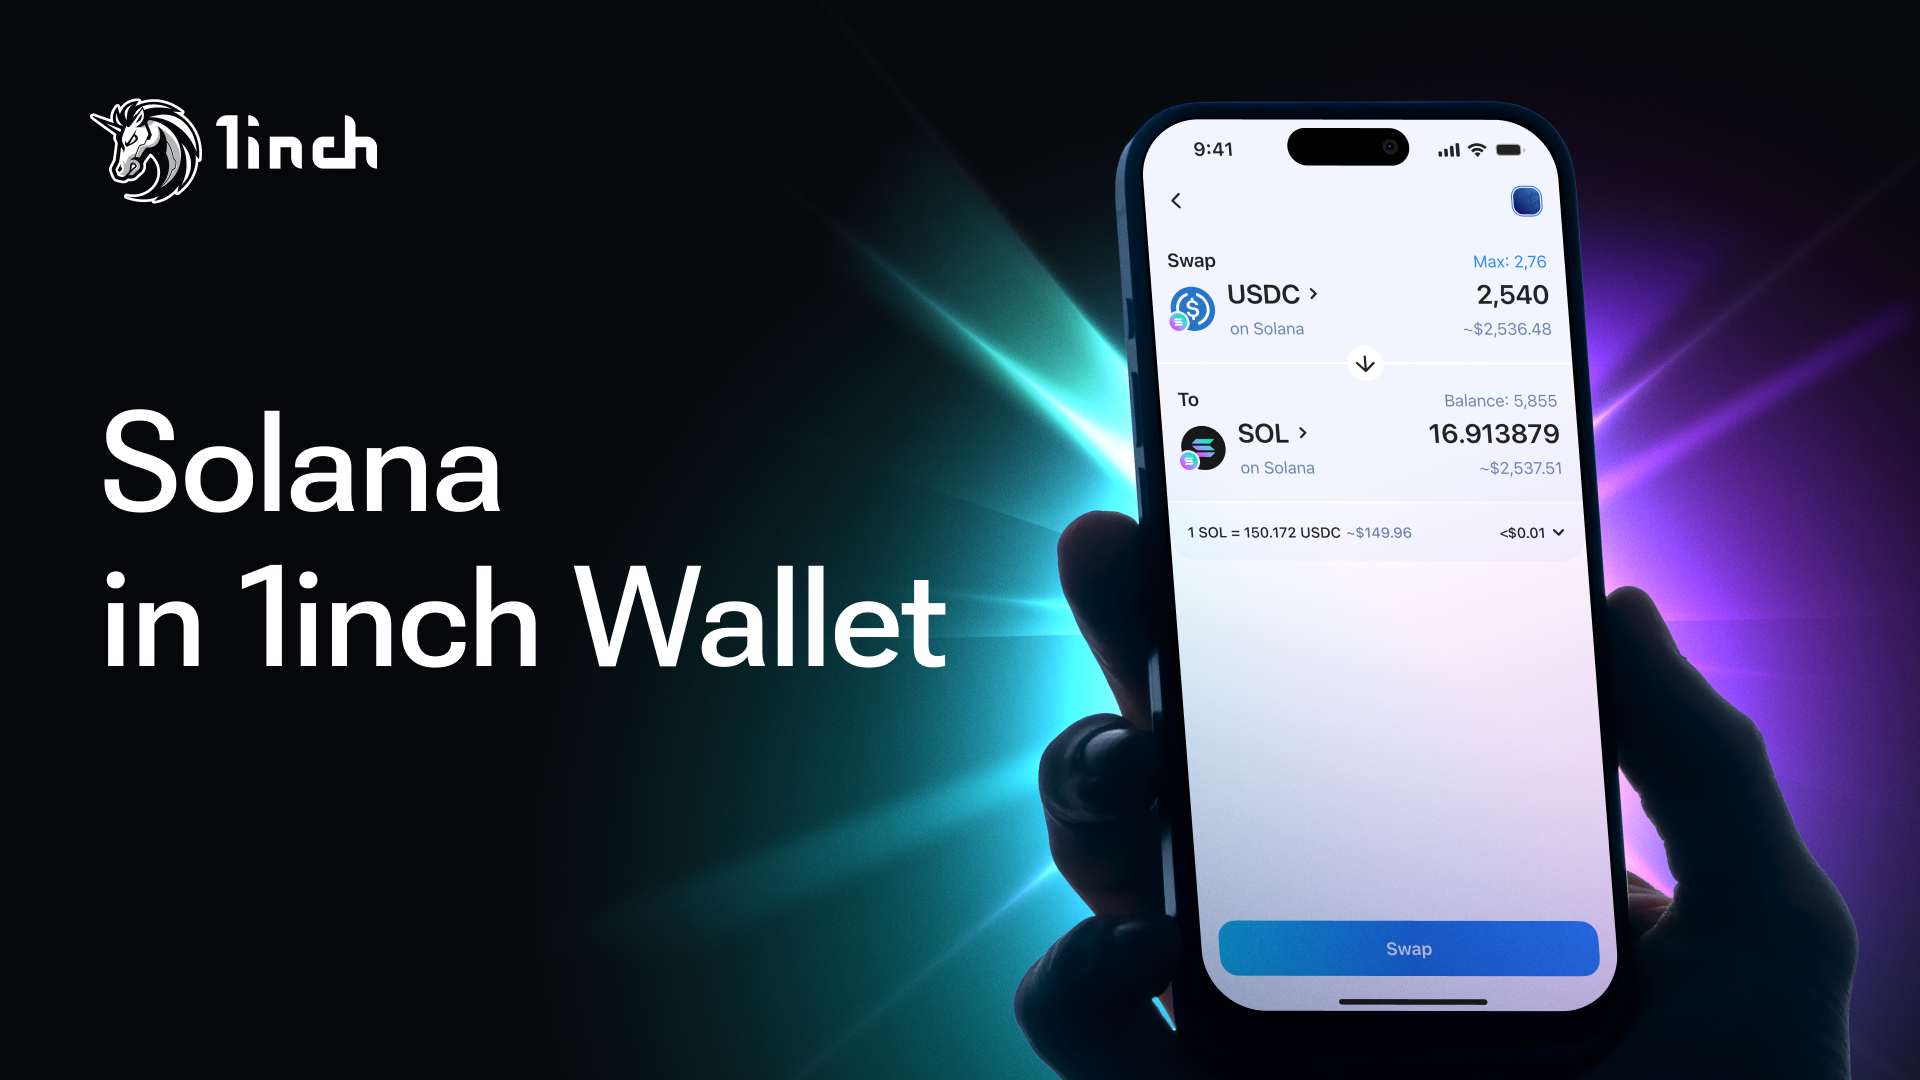 1inch
Solana
in 1inch Wallet
9:41
Swap
Max: 2,76
USDC
2,540
on Solana
~$2,536.48
To
Balance: 5,855
SOL
16.913879
on Solana
~$2,537.51
1 SOL = 150.172 USDC ~$149.96
<$0.01
Swap